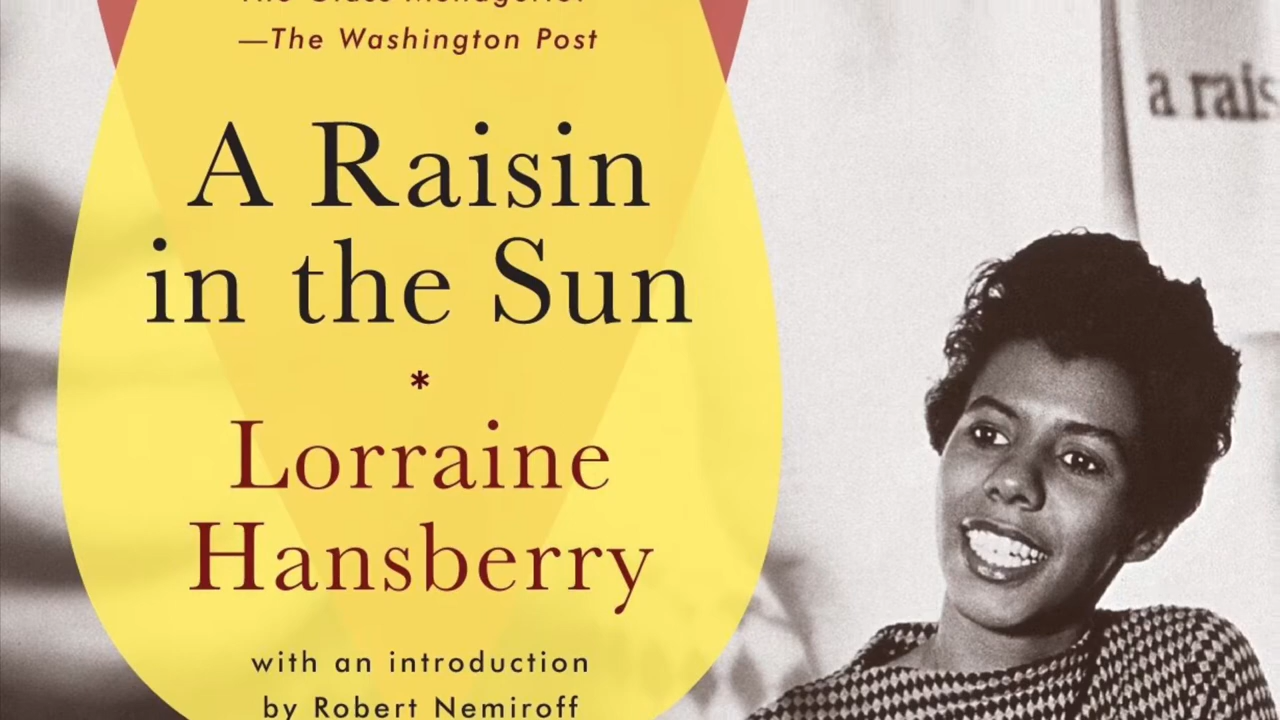 —The Washington Post
A Raisin
in the Sun
*
Lorraine
Hansberry
with an introduction
by Robert Nemiroff
a rais